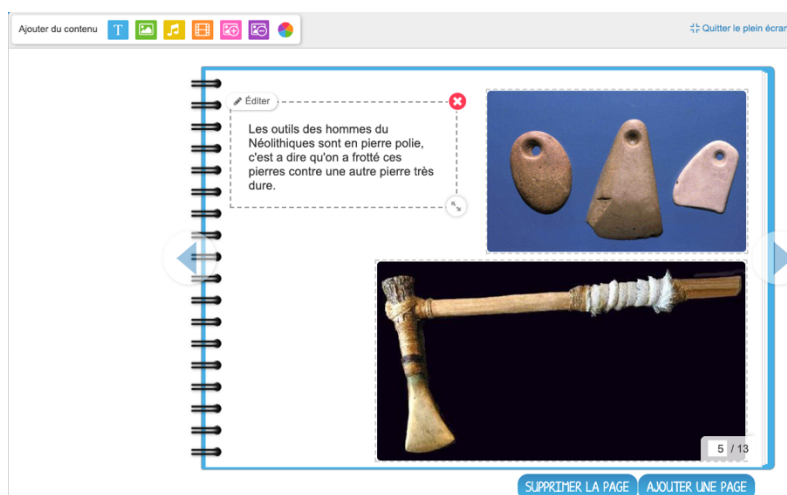 Ajouter du contenu T
Quitter le plein écran
Éditer
Les outils des hommes du
Néolithiques sont en pierre polie,
c'est a dire qu'on a frotté ces
pierres contre une autre pierre très
dure.
5 / 13
SUPPRIMER LA PAGE
AJOUTER UNE PAGE